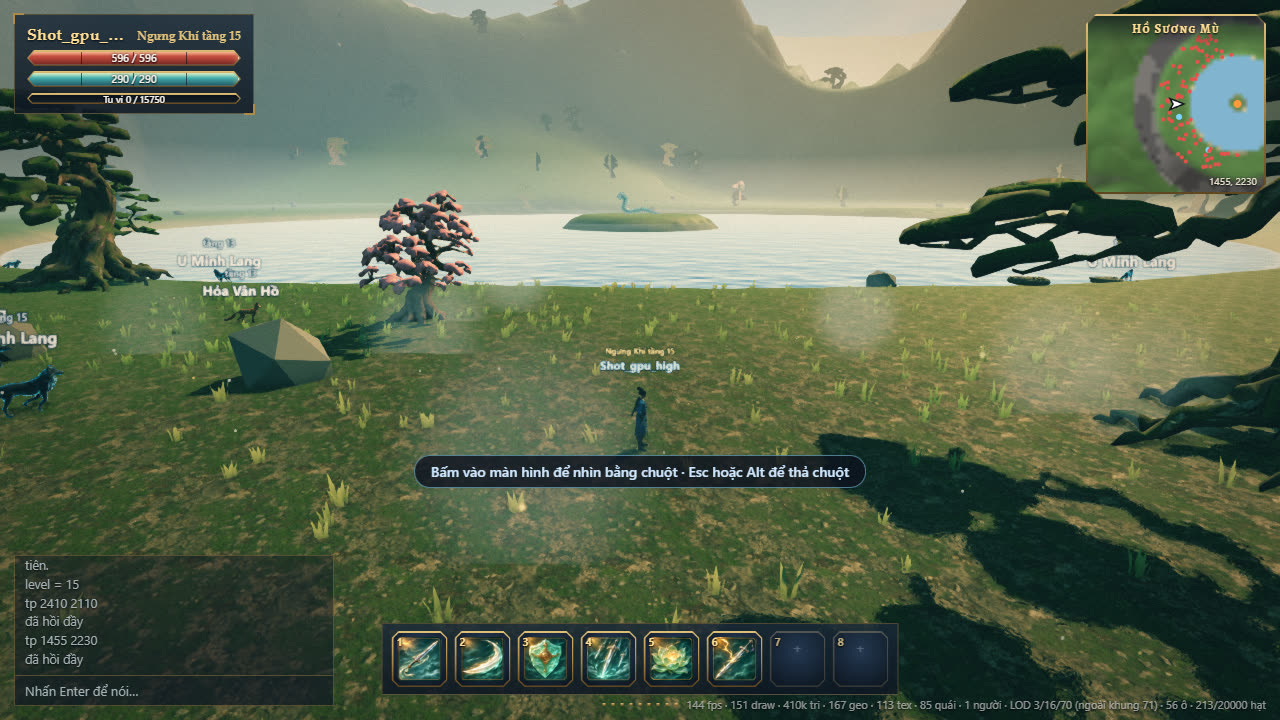 Shot_gpu_... Ngưng Khí tầng 15
596 / 596
290 / 290
Tu vi 0 / 15750
Hồ Sương Mù
1455, 2230
Tầng 13
U Minh Lang
Hỏa Vân Hồ
ng 15
nh Lang
U Minh Lang
Ngưng Khí tầng 15
Shot_gpu_high
Bấm vào màn hình để nhìn bằng chuột · Esc hoặc Alt để thả chuột
tiên.
level = 15
tp 2410 2110
đã hồi đầy
tp 1455 2230
đã hồi đầy
Nhấn Enter để nói...
1 2 3 4 5 6 7 8
144 fps · 151 draw · 410k tri · 167 geo · 113 tex · 85 quái · 1 người · LOD 3/16/70 (ngoài khung 71) · 56 ô · 213/20000 hạt